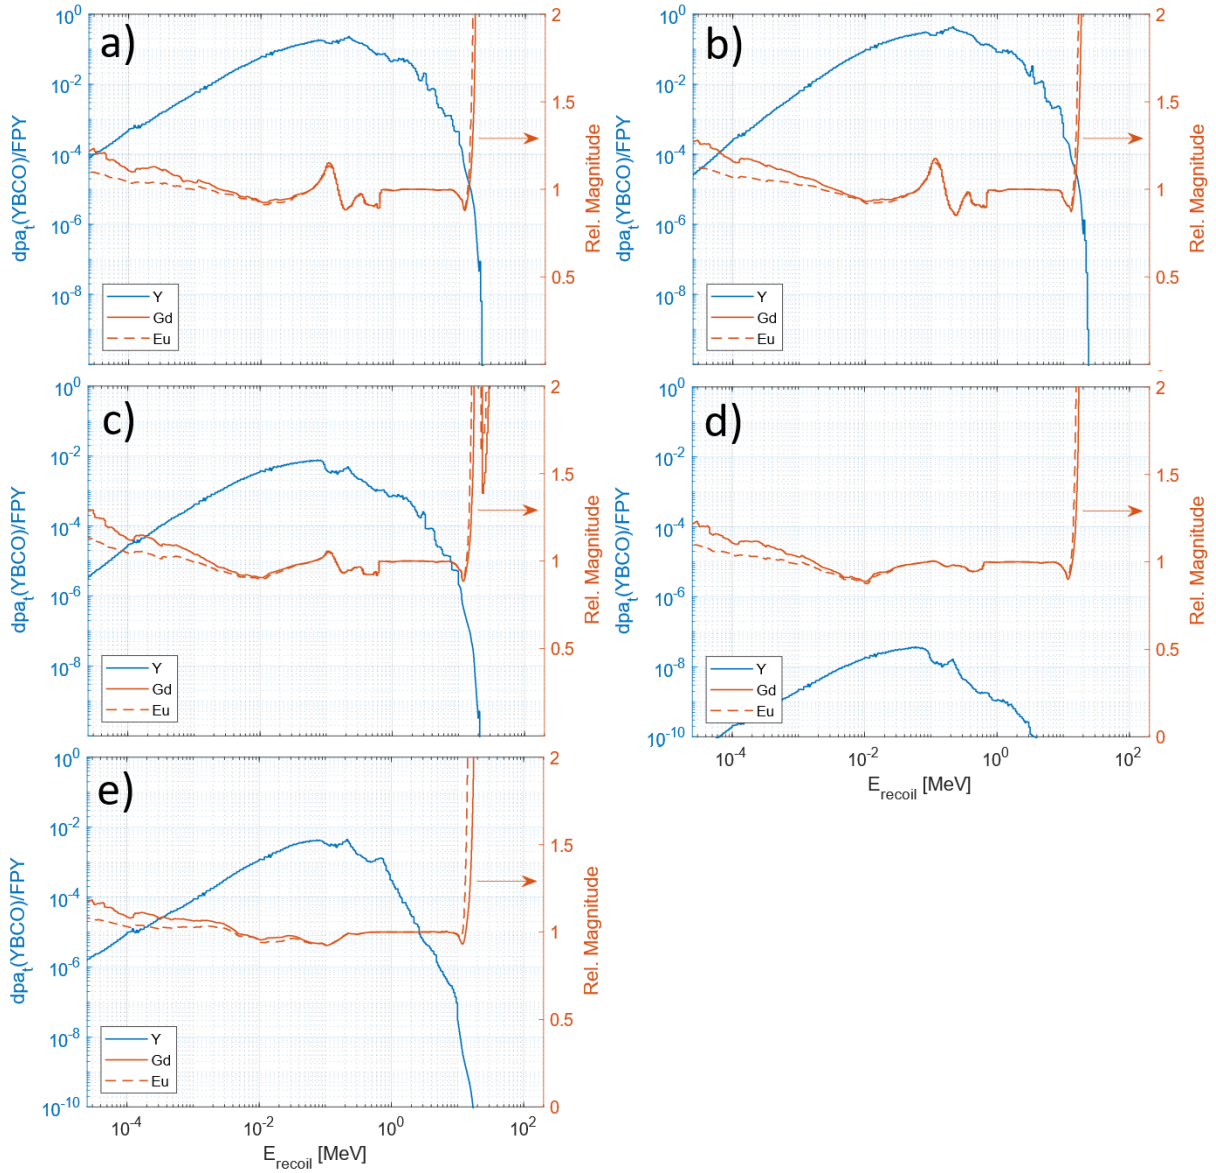 a)
10^0
10^-2
10^-4
10^-6
10^-8
dpa_t(YBCO)/FPY
2
1.5
1
0.5
Rel. Magnitude
Y
Gd
Eu
b)
10^0
10^-2
10^-4
10^-6
10^-8
dpa_t(YBCO)/FPY
2
1.5
1
0.5
Rel. Magnitude
Y
Gd
Eu
c)
10^0
10^-2
10^-4
10^-6
10^-8
dpa_t(YBCO)/FPY
2
1.5
1
0.5
Rel. Magnitude
Y
Gd
Eu
d)
10^0
10^-2
10^-4
10^-6
10^-8
10^-10
dpa_t(YBCO)/FPY
2
1.5
1
0.5
0
Rel. Magnitude
Y
Gd
Eu
10^-4
10^-2
10^0
10^2
E_recoil [MeV]
e)
10^0
10^-2
10^-4
10^-6
10^-8
10^-10
dpa_t(YBCO)/FPY
2
1.5
1
0.5
0
Rel. Magnitude
Y
Gd
Eu
10^-4
10^-2
10^0
10^2
E_recoil [MeV]